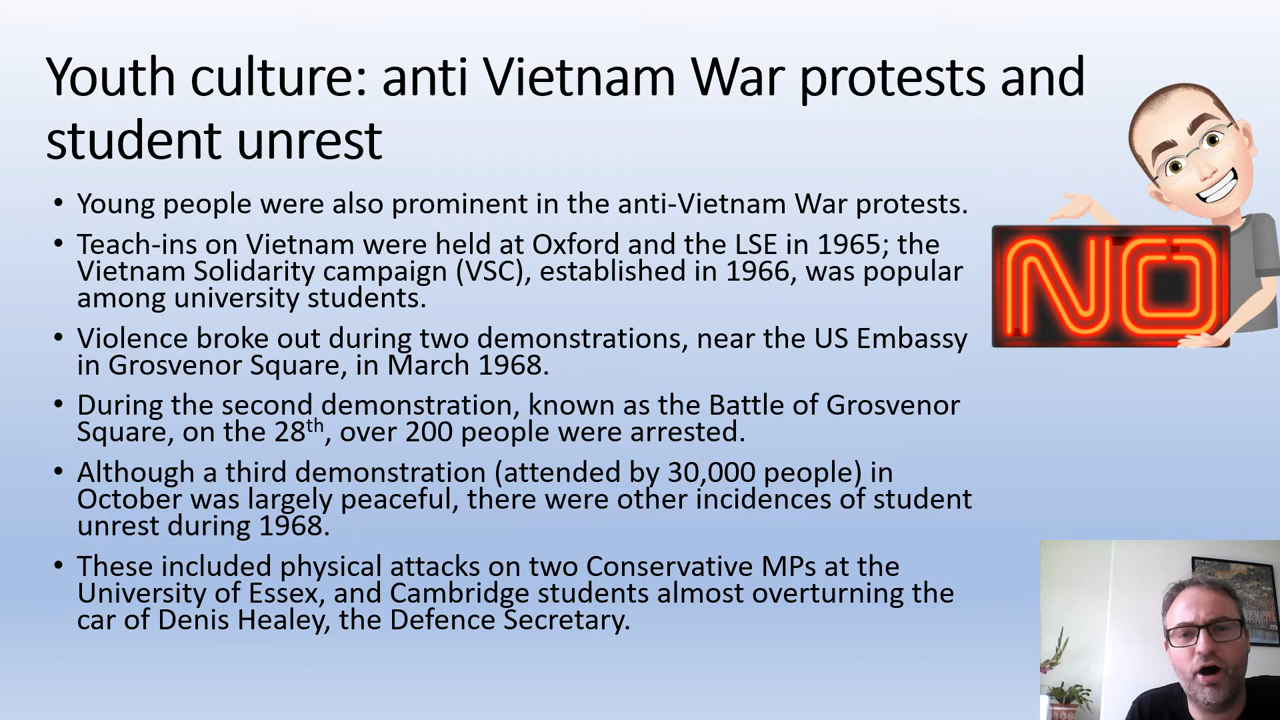 Youth culture: anti Vietnam War protests and
student unrest
• Young people were also prominent in the anti-Vietnam War protests.
• Teach-ins on Vietnam were held at Oxford and the LSE in 1965; the
Vietnam Solidarity campaign (VSC), established in 1966, was popular
among university students.
• Violence broke out during two demonstrations, near the US Embassy
in Grosvenor Square, in March 1968.
• During the second demonstration, known as the Battle of Grosvenor
Square, on the 28th, over 200 people were arrested.
• Although a third demonstration (attended by 30,000 people) in
October was largely peaceful, there were other incidences of student
unrest during 1968.
• These included physical attacks on two Conservative MPs at the
University of Essex, and Cambridge students almost overturning the
car of Denis Healey, the Defence Secretary.
NO